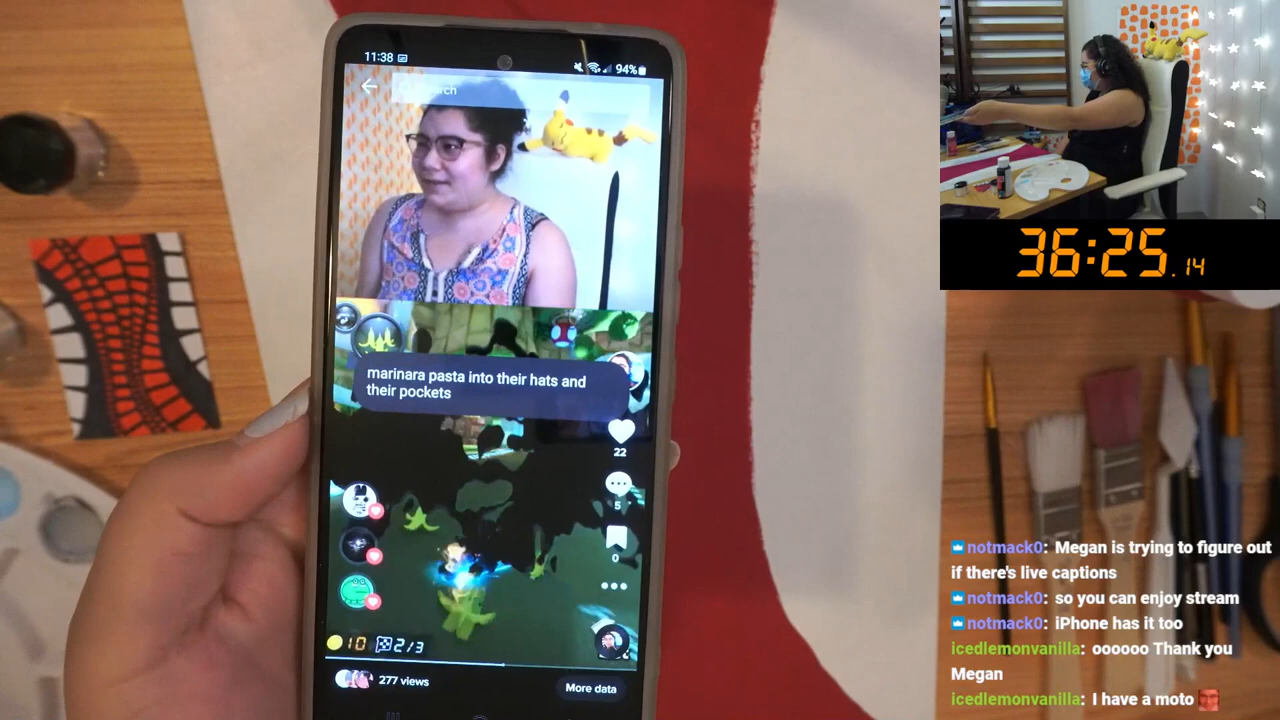 11:38
94%
Search
marinara pasta into their hats and
their pockets
22
5
0
10
2/3
277 views
More data
36:25.14
notmack0: Megan is trying to figure out
if there's live captions
notmack0: so you can enjoy stream
notmack0: iPhone has it too
icedlemonvanilla: oooooo Thank you
Megan
icedlemonvanilla: I have a moto